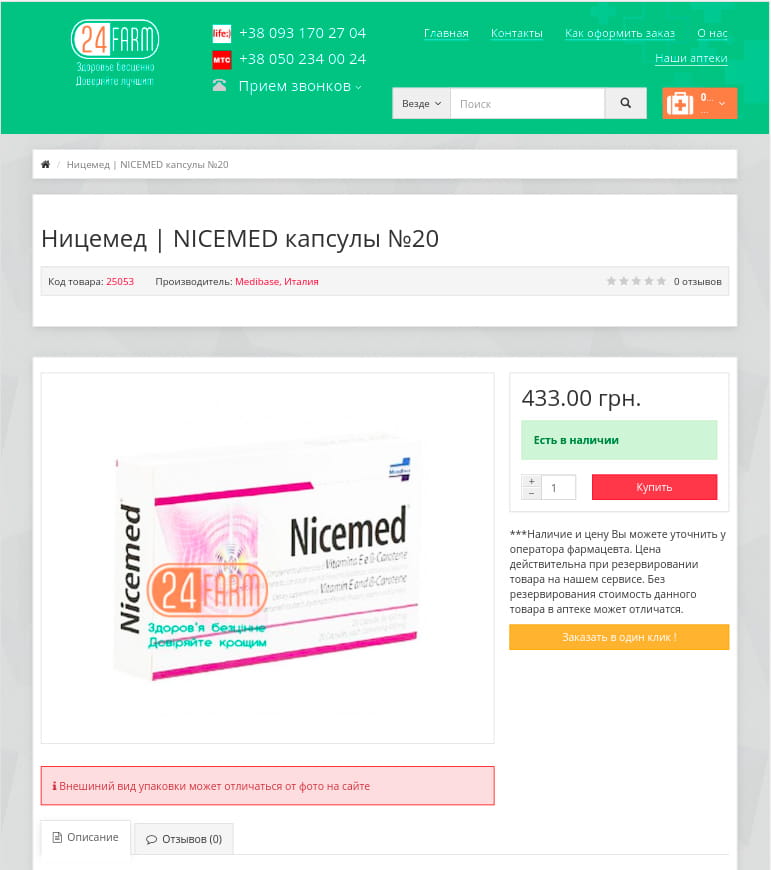 24 FARM
Здоровье бесценно
Доверяйте лучшим
life:) +38 093 170 27 04
МТС +38 050 234 00 24
Прием звонков
Главная Контакты Как оформить заказ О нас
Наши аптеки
Везде Поиск 0...
...
/ Ницемед | NICEMED капсулы №20
Ницемед | NICEMED капсулы №20
Код товара: 25053 Производитель: Medibase, Италия 0 отзывов
433.00 грн.
Есть в наличии
+
−
1 Купить
***Наличие и цену Вы можете уточнить у
оператора фармацевта. Цена
действительна при резервировании
товара на нашем сервисе. Без
резервирования стоимость данного
товара в аптеке может отличатся.
Заказать в один клик !
Nicemed
Nicemed
Vitamina E e β-Carotene
Vitamin E and β-Carotene
24 FARM
Здоров'я безцінне
Довіряйте кращим
Внешиний вид упаковки может отличаться от фото на сайте
Описание Отзывов (0)